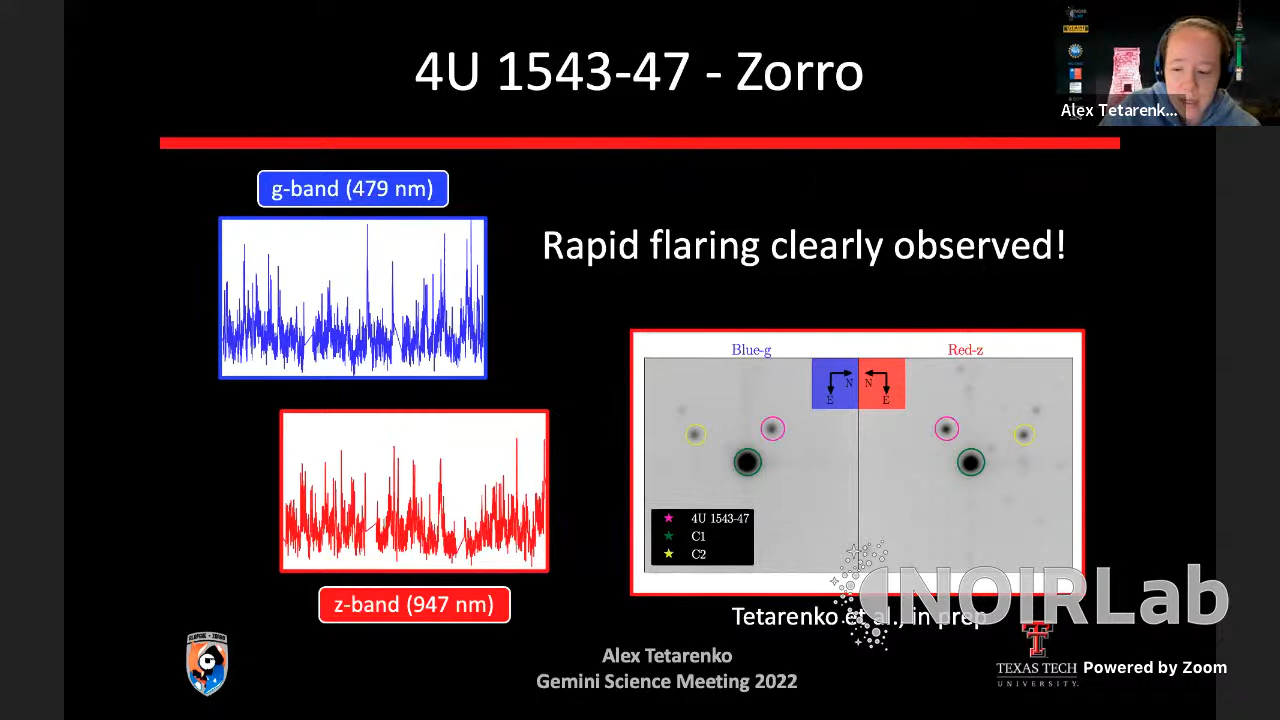 4U 1543-47 - Zorro
Alex Tetarenk...
g-band (479 nm)
Rapid flaring clearly observed!
Blue-g
Red-z
N
N
E
E
4U 1543-47
C1
C2
z-band (947 nm)
Tetarenko et al., in prep
NOIRLab
Alex Tetarenko
Gemini Science Meeting 2022
TEXAS TECH
UNIVERSITY.
Powered by Zoom